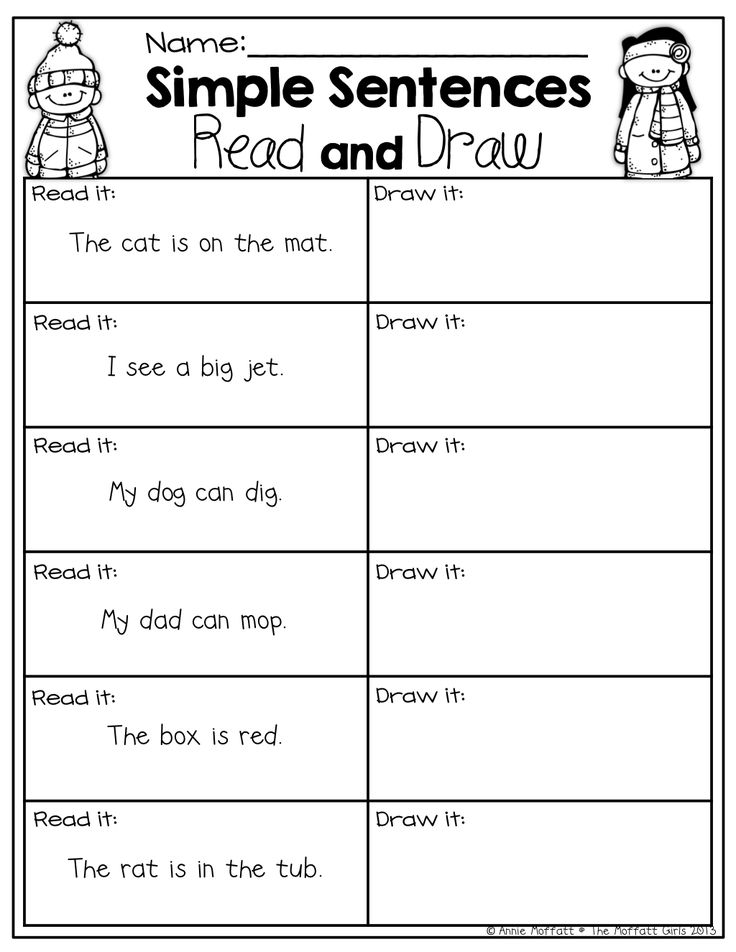 Name:
Simple Sentences
Read and Draw
Read it:
Draw it:
The cat is on the mat.
Read it:
Draw it:
I see a big jet.
Read it:
Draw it:
My dog can dig.
Read it:
Draw it:
My dad can mop.
Read it:
Draw it:
The box is red.
Read it:
Draw it:
The rat is in the tub.
© Annie Moffatt @ The Moffatt Girls 2013